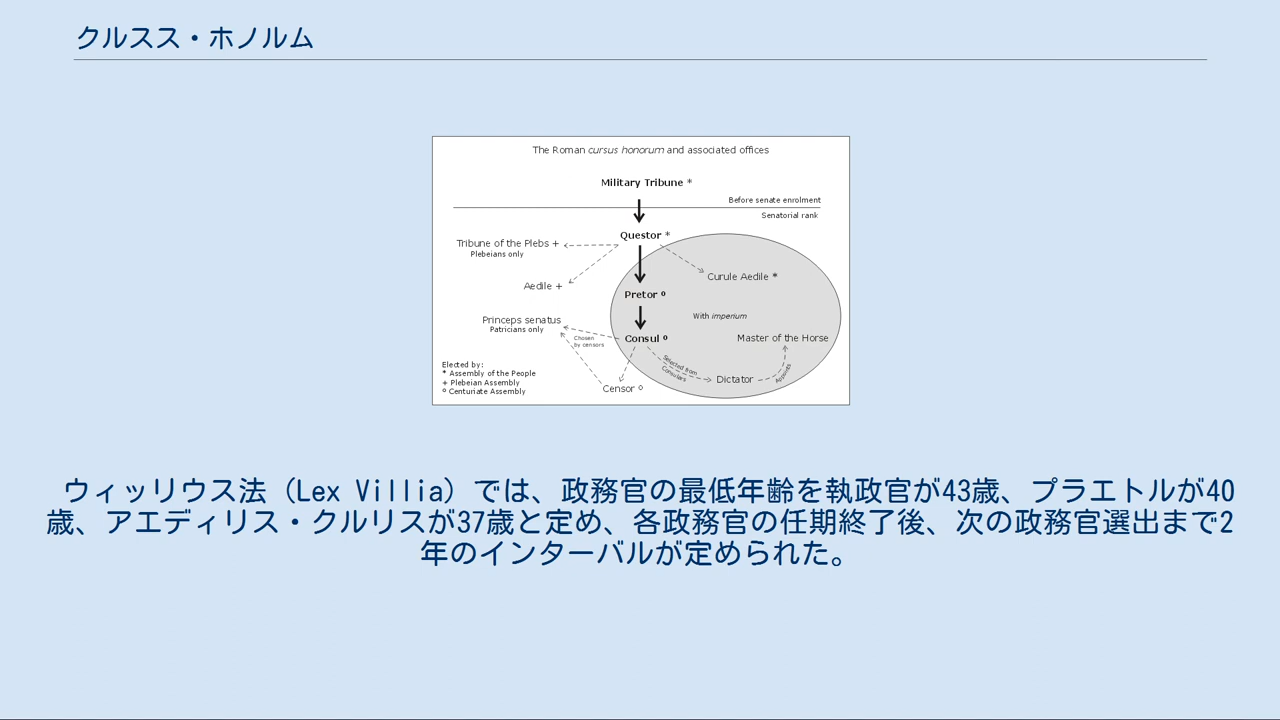 クルスス・ホノルム
The Roman cursus honorum and associated offices
Military Tribune *
Before senate enrolment
Senatorial rank
Questor *
Tribune of the Plebs +
Plebeians only
Curule Aedile *
Aedile +
Pretor º
With imperium
Princeps senatus
Patricians only
Chosen
by censors
Consul º
Master of the Horse
Selected from
Consulars
Appoints
Dictator
Censor º
Elected by:
* Assembly of the People
+ Plebeian Assembly
º Centuriate Assembly
ウィッリウス法（Lex Villia）では、政務官の最低年齢を執政官が43歳、プラエトルが40
歳、アエディリス・クルリスが37歳と定め、各政務官の任期終了後、次の政務官選出まで2
年のインターバルが定められた。